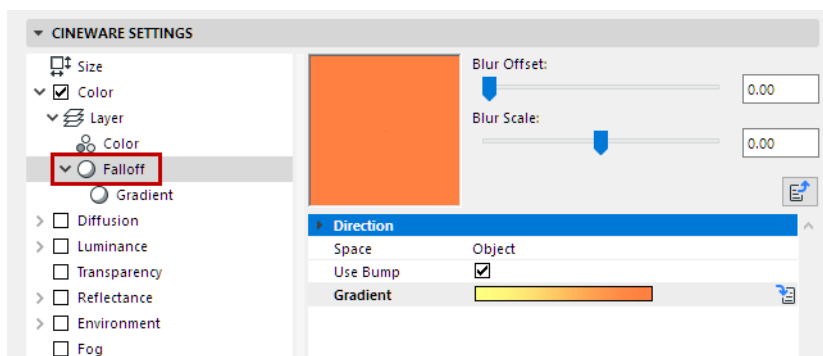 CINEWARE SETTINGS
Size
Color
Layer
Color
Falloff
Gradient
Diffusion
Luminance
Transparency
Reflectance
Environment
Fog
Blur Offset:
0.00
Blur Scale:
0.00
Direction
Space Object
Use Bump
Gradient